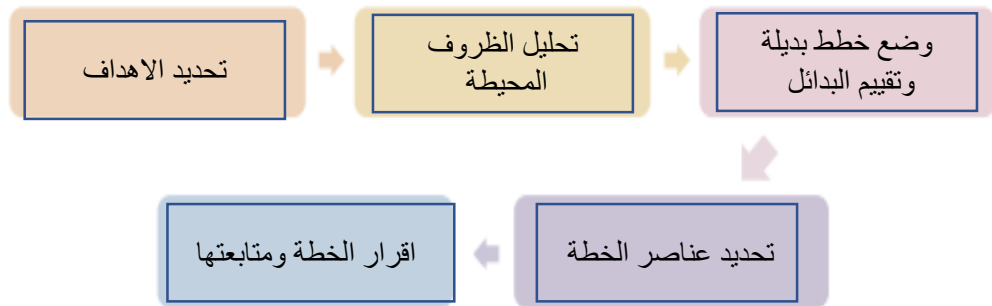 تحديد الاهداف
تحليل الظروف
المحيطة
وضع خطط بديلة
وتقييم البدائل
تحديد عناصر الخطة
اقرار الخطة ومتابعتها